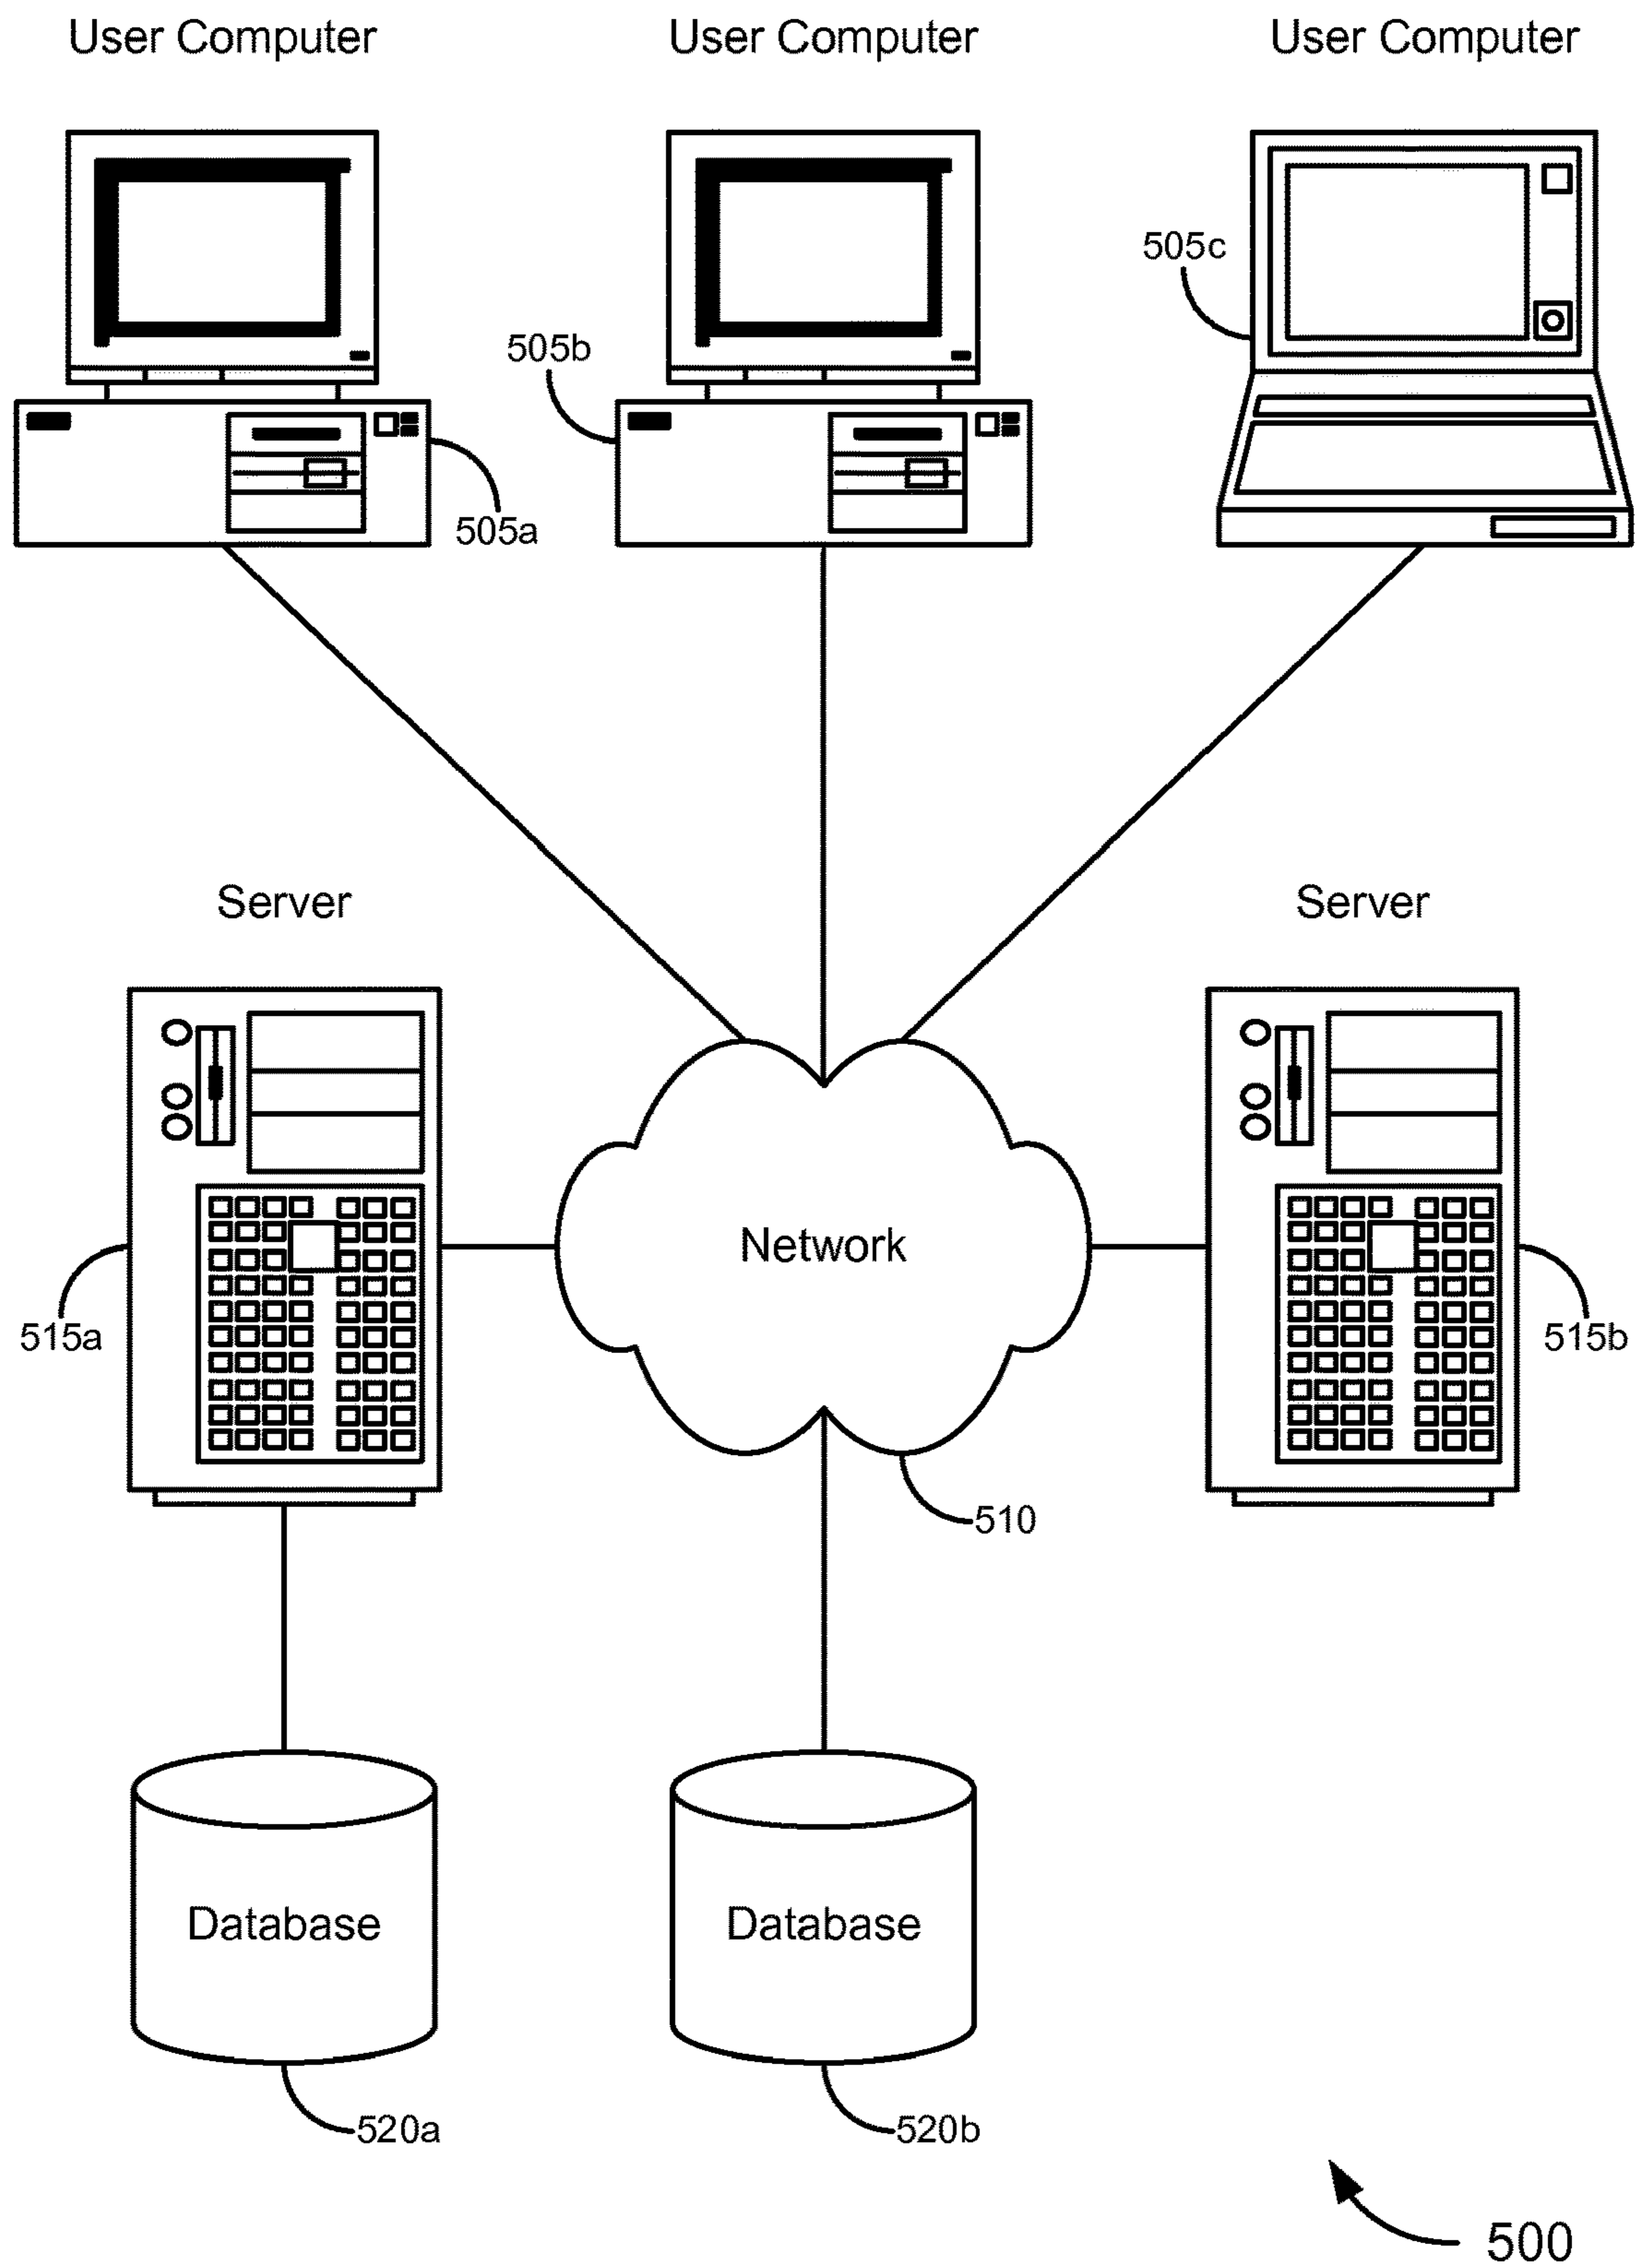 User Computer
User Computer
User Computer
505c
505b
505a
Server
Server
Network
515a
515b
510
Database
Database
520a
520b
500